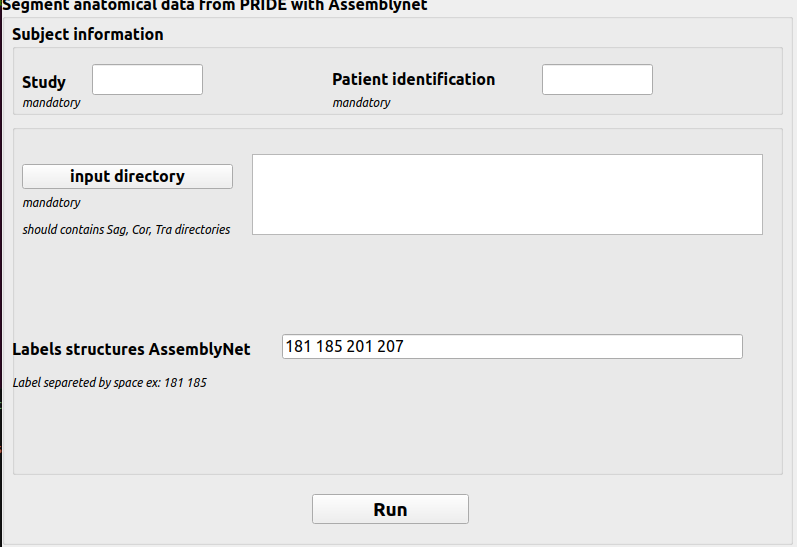 Segment anatomical data from PRIDE with Assemblynet
Subject information
Study
Patient identification
mandatory
mandatory
input directory
mandatory
should contains Sag, Cor, Tra directories
Labels structures AssemblyNet
181 185 201 207
Label separeted by space ex: 181 185
Run